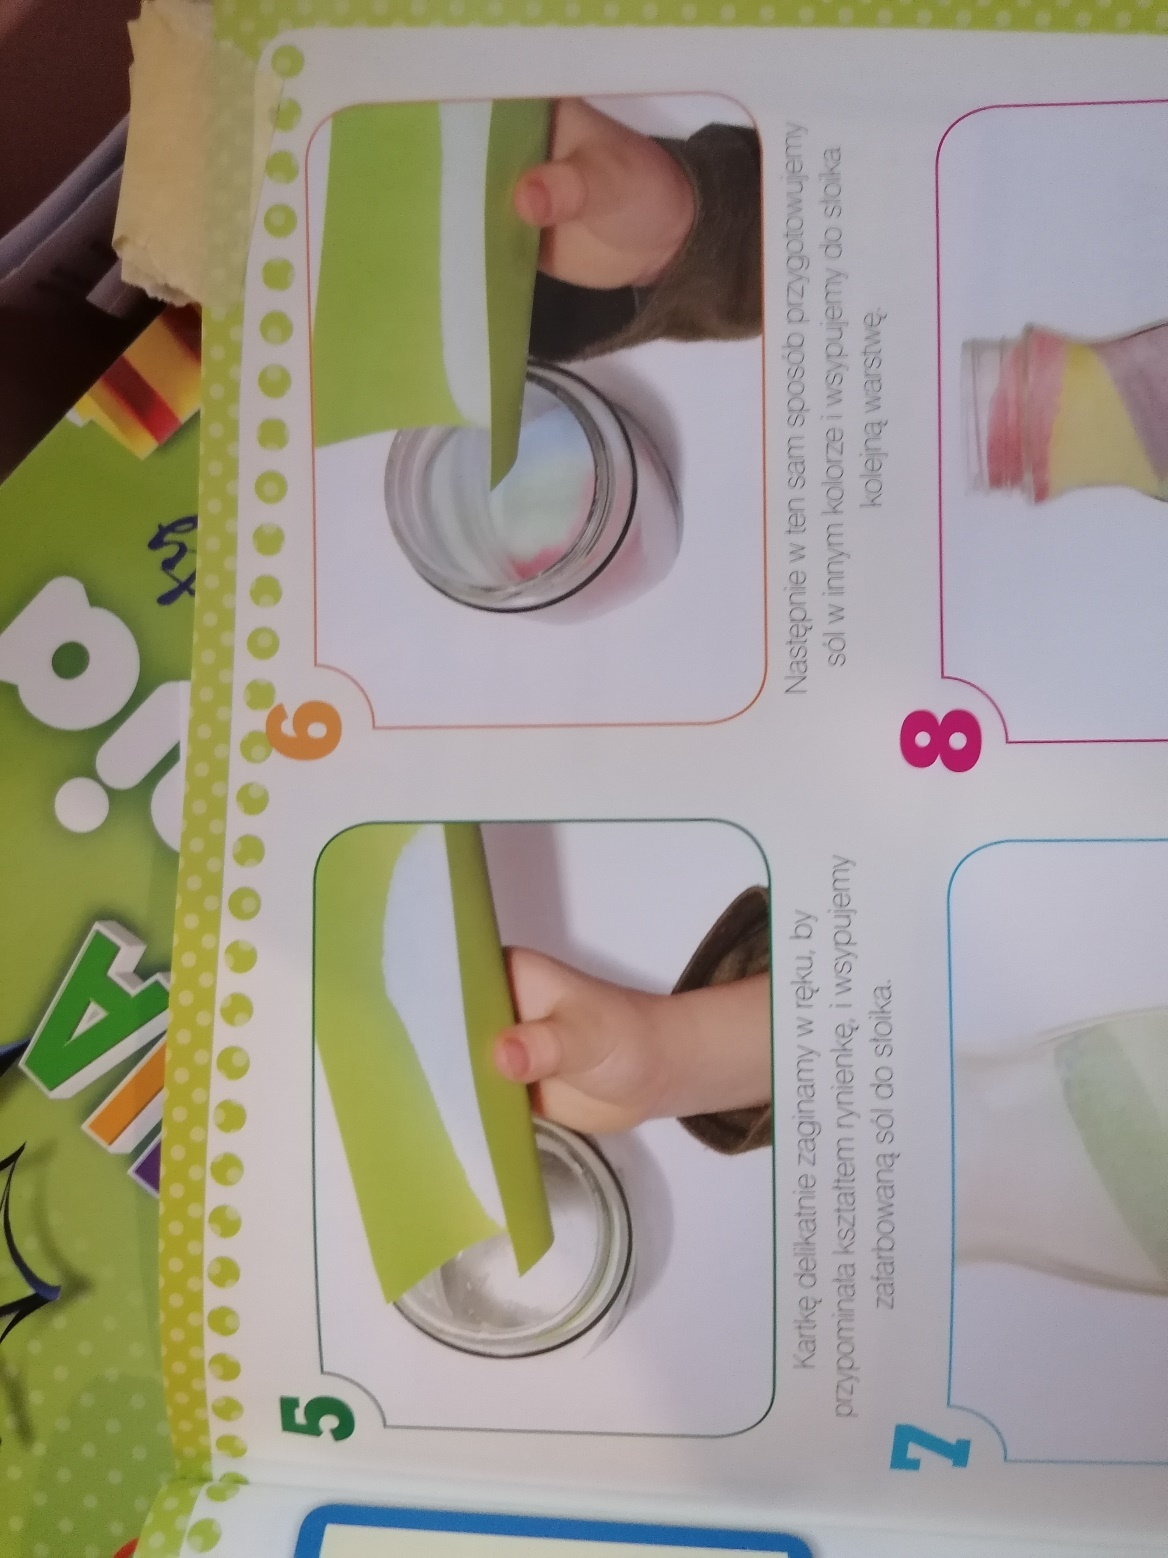 5
Kartkę delikatnie zaginamy w ręku, by
przypominała kształtem rynienkę, i wsypujemy
zafarbowaną sól do słoika.
6
Następnie w ten sam sposób przygotowujemy
sól w innym kolorze i wsypujemy do słoika
kolejną warstwę.
7
8